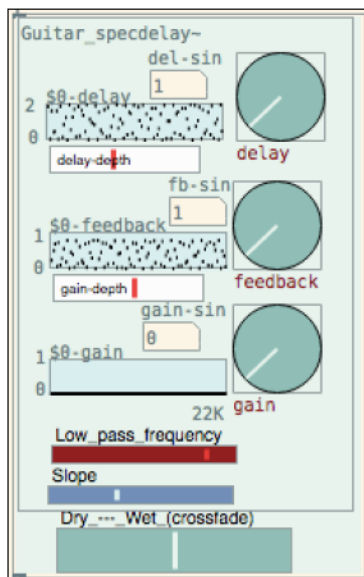 Guitar_specdelay~
del-sin
1
$0-delay
2
0
delay
delay-depth
fb-sin
1
$0-feedback
1
0
feedback
gain-depth
gain-sin
0
$0-gain
1
0
gain
22K
Low_pass_frequency
Slope
Dry_---_Wet_(crossfade)